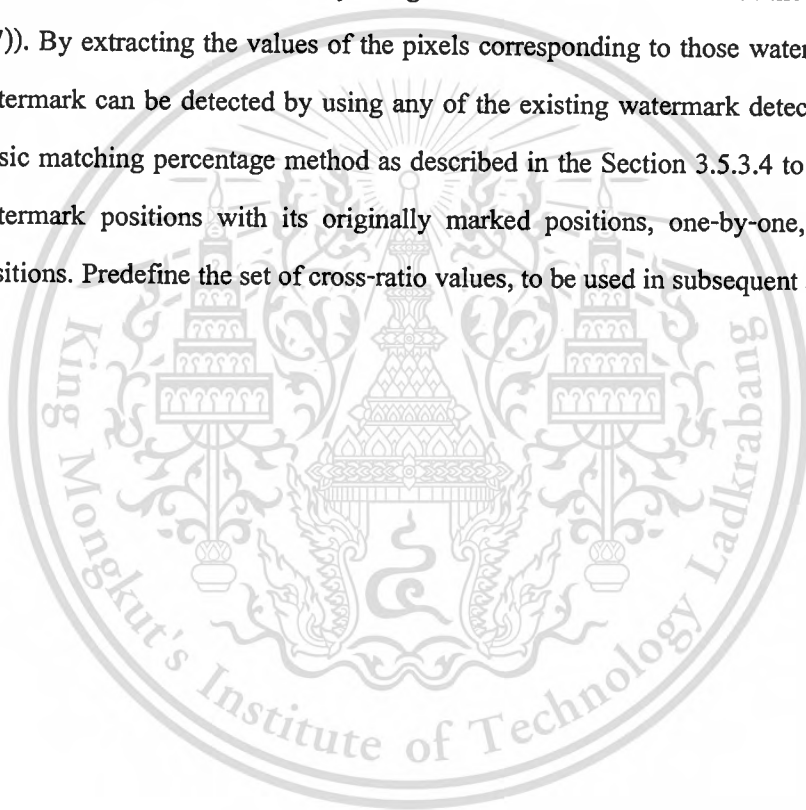 ')). By extracting the values of the pixels corresponding to those water
termark can be detected by using any of the existing watermark detec
sic matching percentage method as described in the Section 3.5.3.4 to
termark positions with its originally marked positions, one-by-one,
sitions. Predefine the set of cross-ratio values, to be used in subsequent
King Mongkut's Institute of Technology Ladkrabang